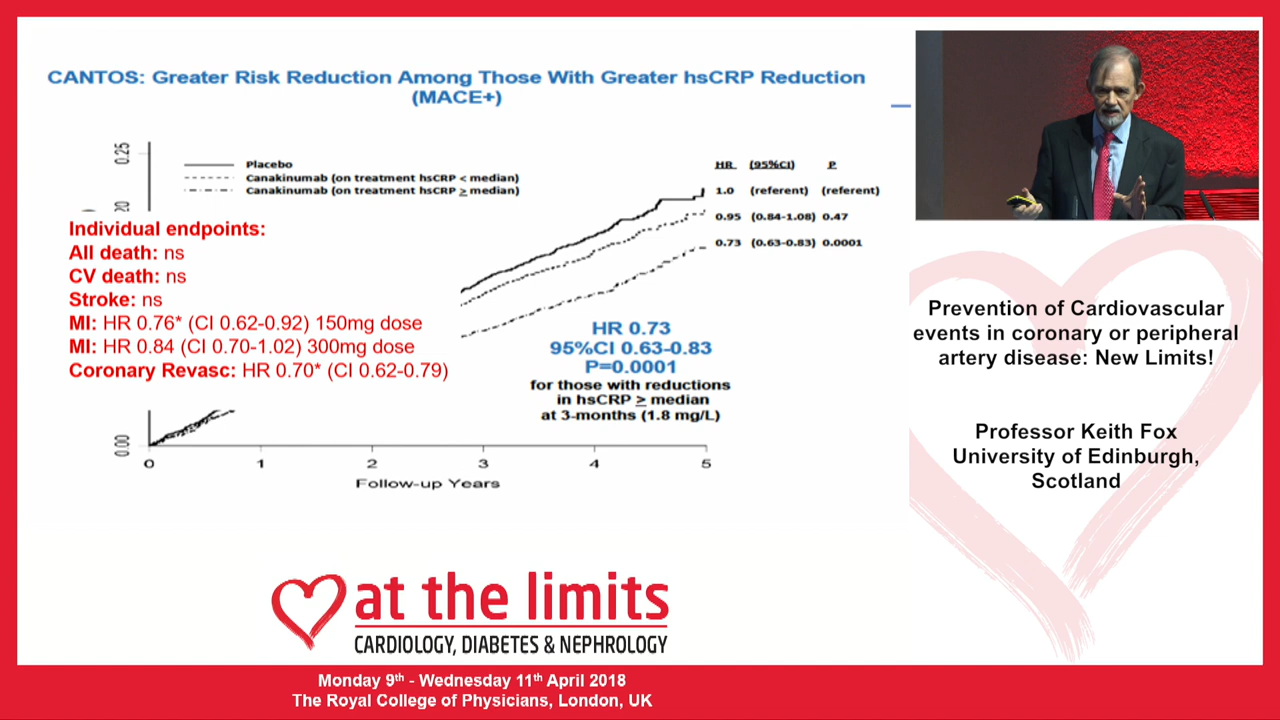 CANTOS: Greater Risk Reduction Among Those With Greater hsCRP Reduction
(MACE+)
0.25
Placebo
Canakinumab (on treatment hsCRP < median)
Canakinumab (on treatment hsCRP ≥ median)
HR (95%CI) P
1.0 (referent) (referent)
0.95 (0.84-1.08) 0.47
0.73 (0.63-0.83) 0.0001
20
Individual endpoints:
All death: ns
CV death: ns
Stroke: ns
MI: HR 0.76* (CI 0.62-0.92) 150mg dose
MI: HR 0.84 (CI 0.70-1.02) 300mg dose
Coronary Revasc: HR 0.70* (CI 0.62-0.79)
HR 0.73
95%CI 0.63-0.83
P=0.0001
for those with reductions
in hsCRP ≥ median
at 3-months (1.8 mg/L)
0.00
0 1 2 3 4 5
Follow-up Years
Prevention of Cardiovascular
events in coronary or peripheral
artery disease: New Limits!
Professor Keith Fox
University of Edinburgh,
Scotland
at the limits
CARDIOLOGY, DIABETES & NEPHROLOGY
Monday 9th - Wednesday 11th April 2018
The Royal College of Physicians, London, UK